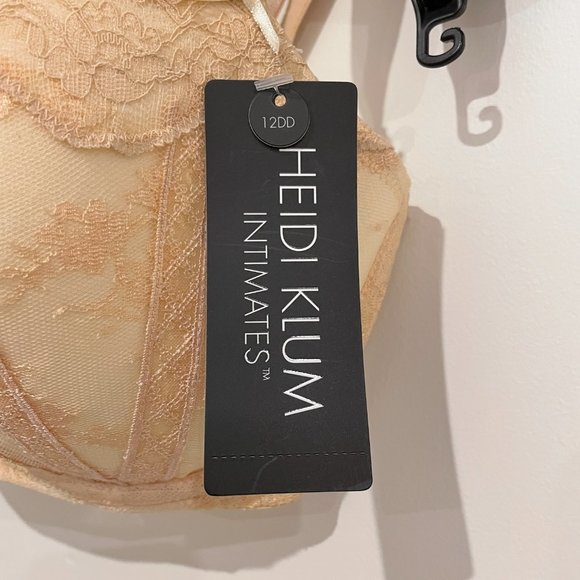 12DD
HEIDI KLUM
INTIMATES™